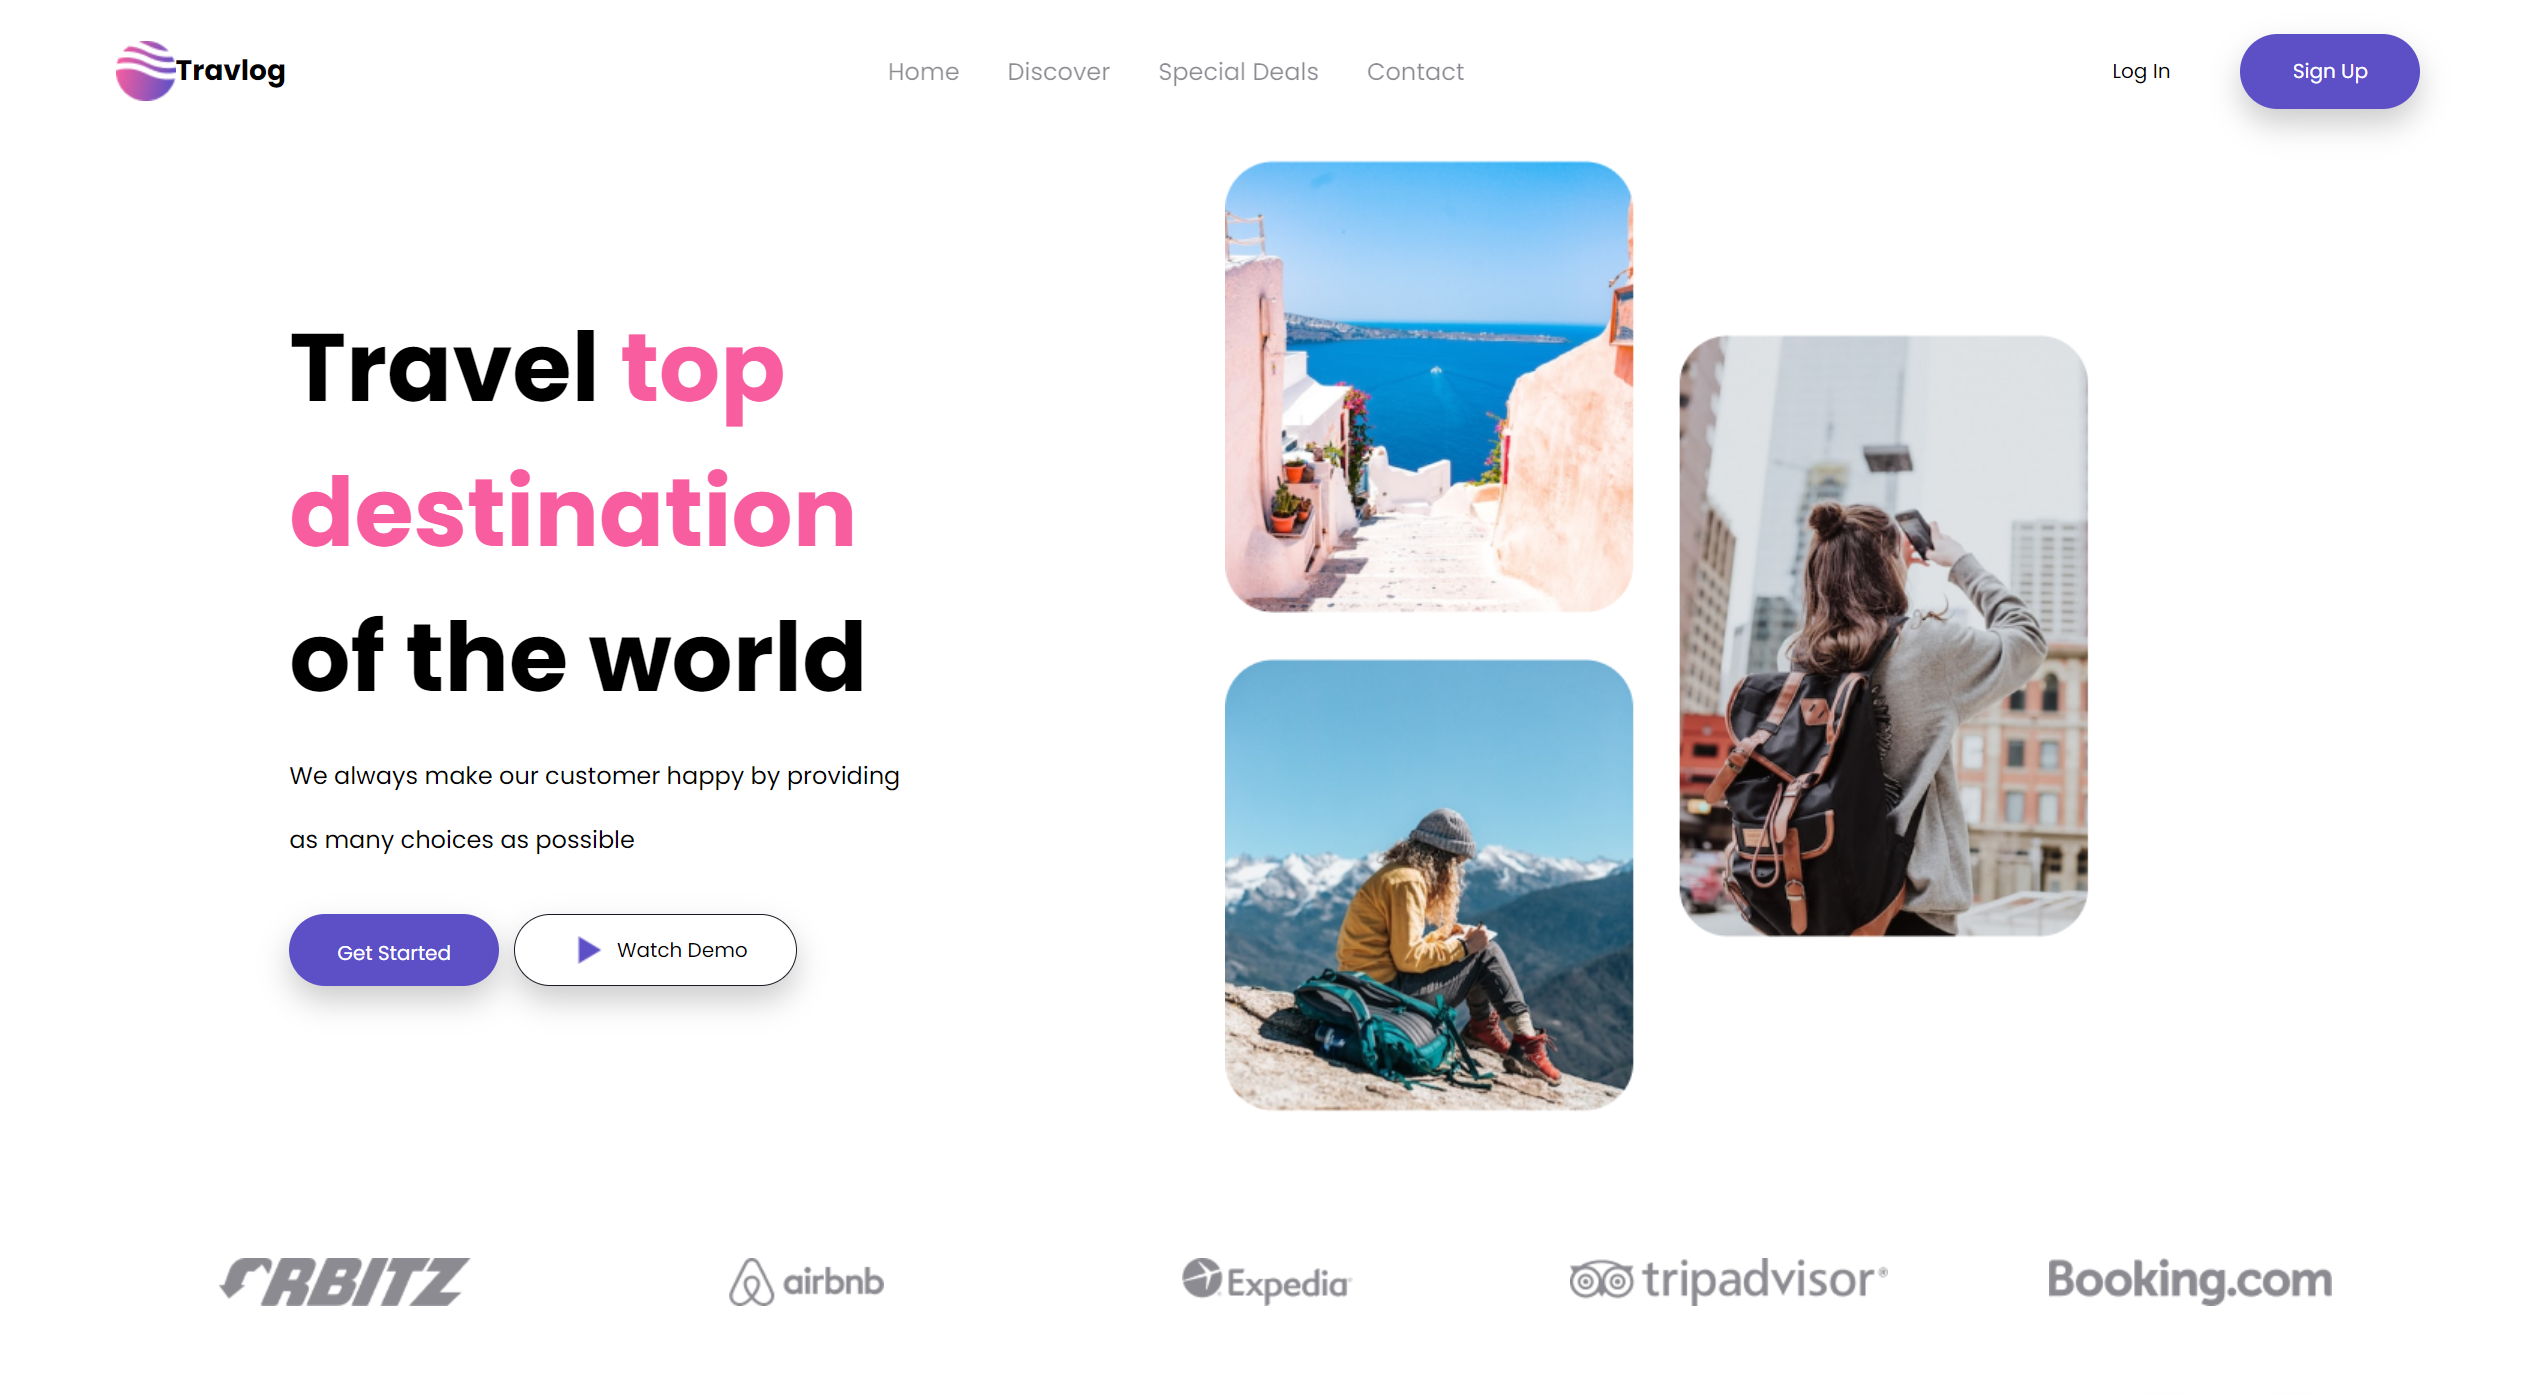 Travlog
Home Discover Special Deals Contact
Log In
Sign Up
Travel top
destination
of the world
We always make our customer happy by providing
as many choices as possible
Get Started
Watch Demo
ORBITZ
airbnb
Expedia
tripadvisor®
Booking.com